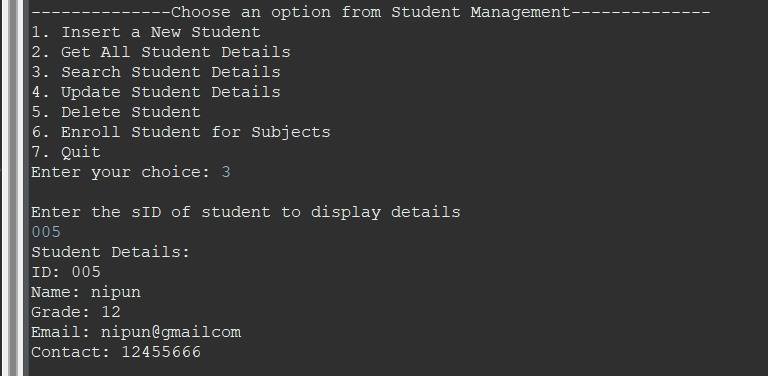 --------------Choose an option from Student Management--------------
1. Insert a New Student
2. Get All Student Details
3. Search Student Details
4. Update Student Details
5. Delete Student
6. Enroll Student for Subjects
7. Quit
Enter your choice: 3
Enter the sID of student to display details
005
Student Details:
ID: 005
Name: nipun
Grade: 12
Email: nipun@gmailcom
Contact: 12455666